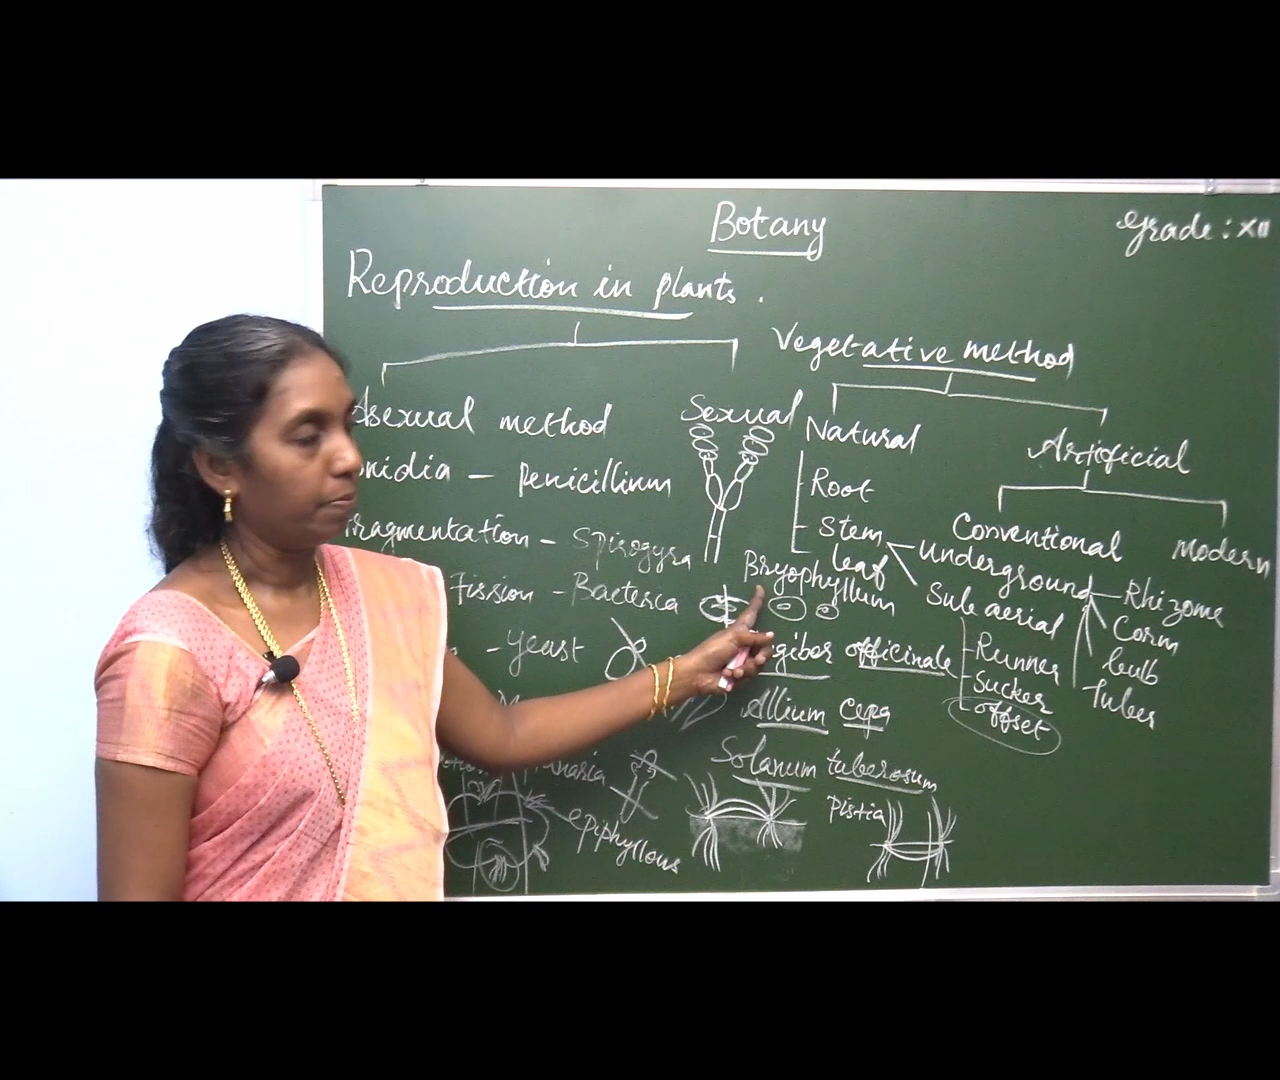 Botany
Grade: XII
Reproduction in plants.
Vegetative method
Asexual method
Sexual
Natural
Artificial
Penicillium
Root
Stem
leaf
Conventional
Modern
Fragmentation - Spirogyra
Underground
Sub aerial
Rhizome
Corm
bulb
Tuber
Bryophyllum
Fission - Bacteria
- Yeast
officinale
Runner
Sucker
offset
Allium cepa
Solanum tuberosum
epiphyllous
Pistia